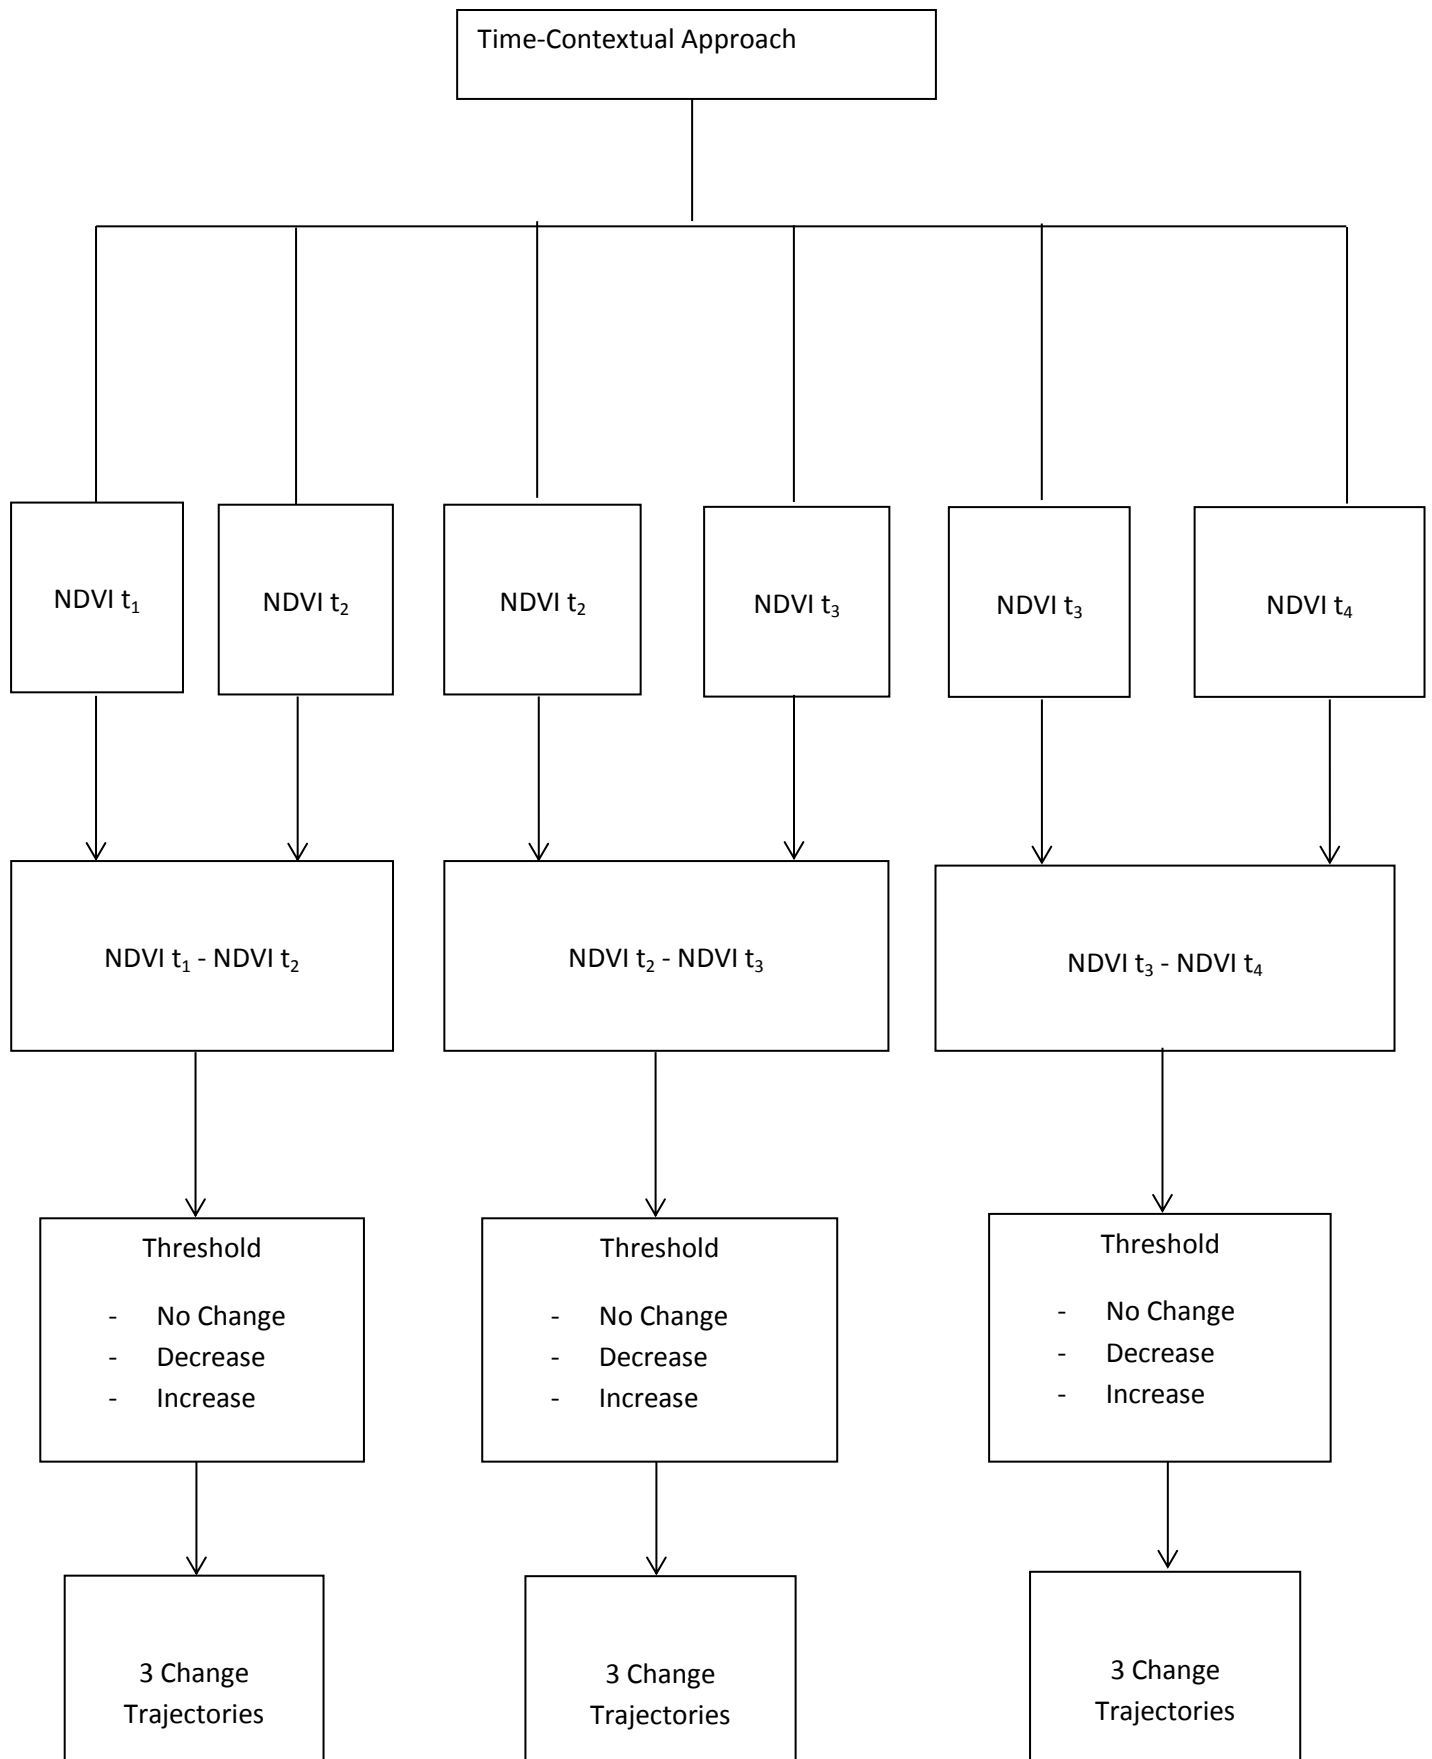 Time-Contextual Approach
NDVI t₁
NDVI t₂
NDVI t₂
NDVI t₃
NDVI t₃
NDVI t₄
NDVI t₁ - NDVI t₂
NDVI t₂ - NDVI t₃
NDVI t₃ - NDVI t₄
Threshold
- No Change
- Decrease
- Increase
Threshold
- No Change
- Decrease
- Increase
Threshold
- No Change
- Decrease
- Increase
3 Change
Trajectories
3 Change
Trajectories
3 Change
Trajectories